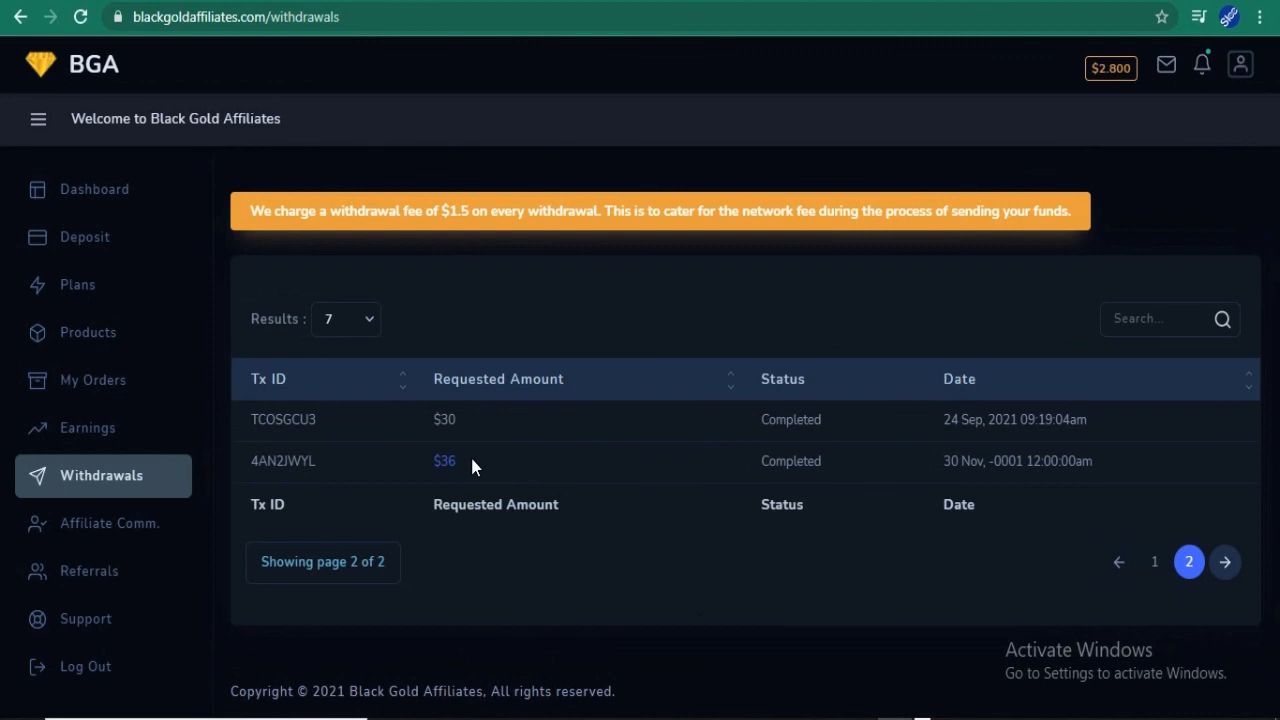 blackgoldaffiliates.com/withdrawals
BGA
$2.800
Welcome to Black Gold Affiliates
Dashboard
Deposit
Plans
Products
My Orders
Earnings
Withdrawals
Affiliate Comm.
Referrals
Support
Log Out
We charge a withdrawal fee of $1.5 on every withdrawal. This is to cater for the network fee during the process of sending your funds.
Results : 7
Search...
Tx ID Requested Amount Status Date
TCOSGCU3 $30 Completed 24 Sep, 2021 09:19:04am
4AN2JWYL $36 Completed 30 Nov, -0001 12:00:00am
Tx ID Requested Amount Status Date
Showing page 2 of 2
1 2
Activate Windows
Go to Settings to activate Windows.
Copyright © 2021 Black Gold Affiliates, All rights reserved.